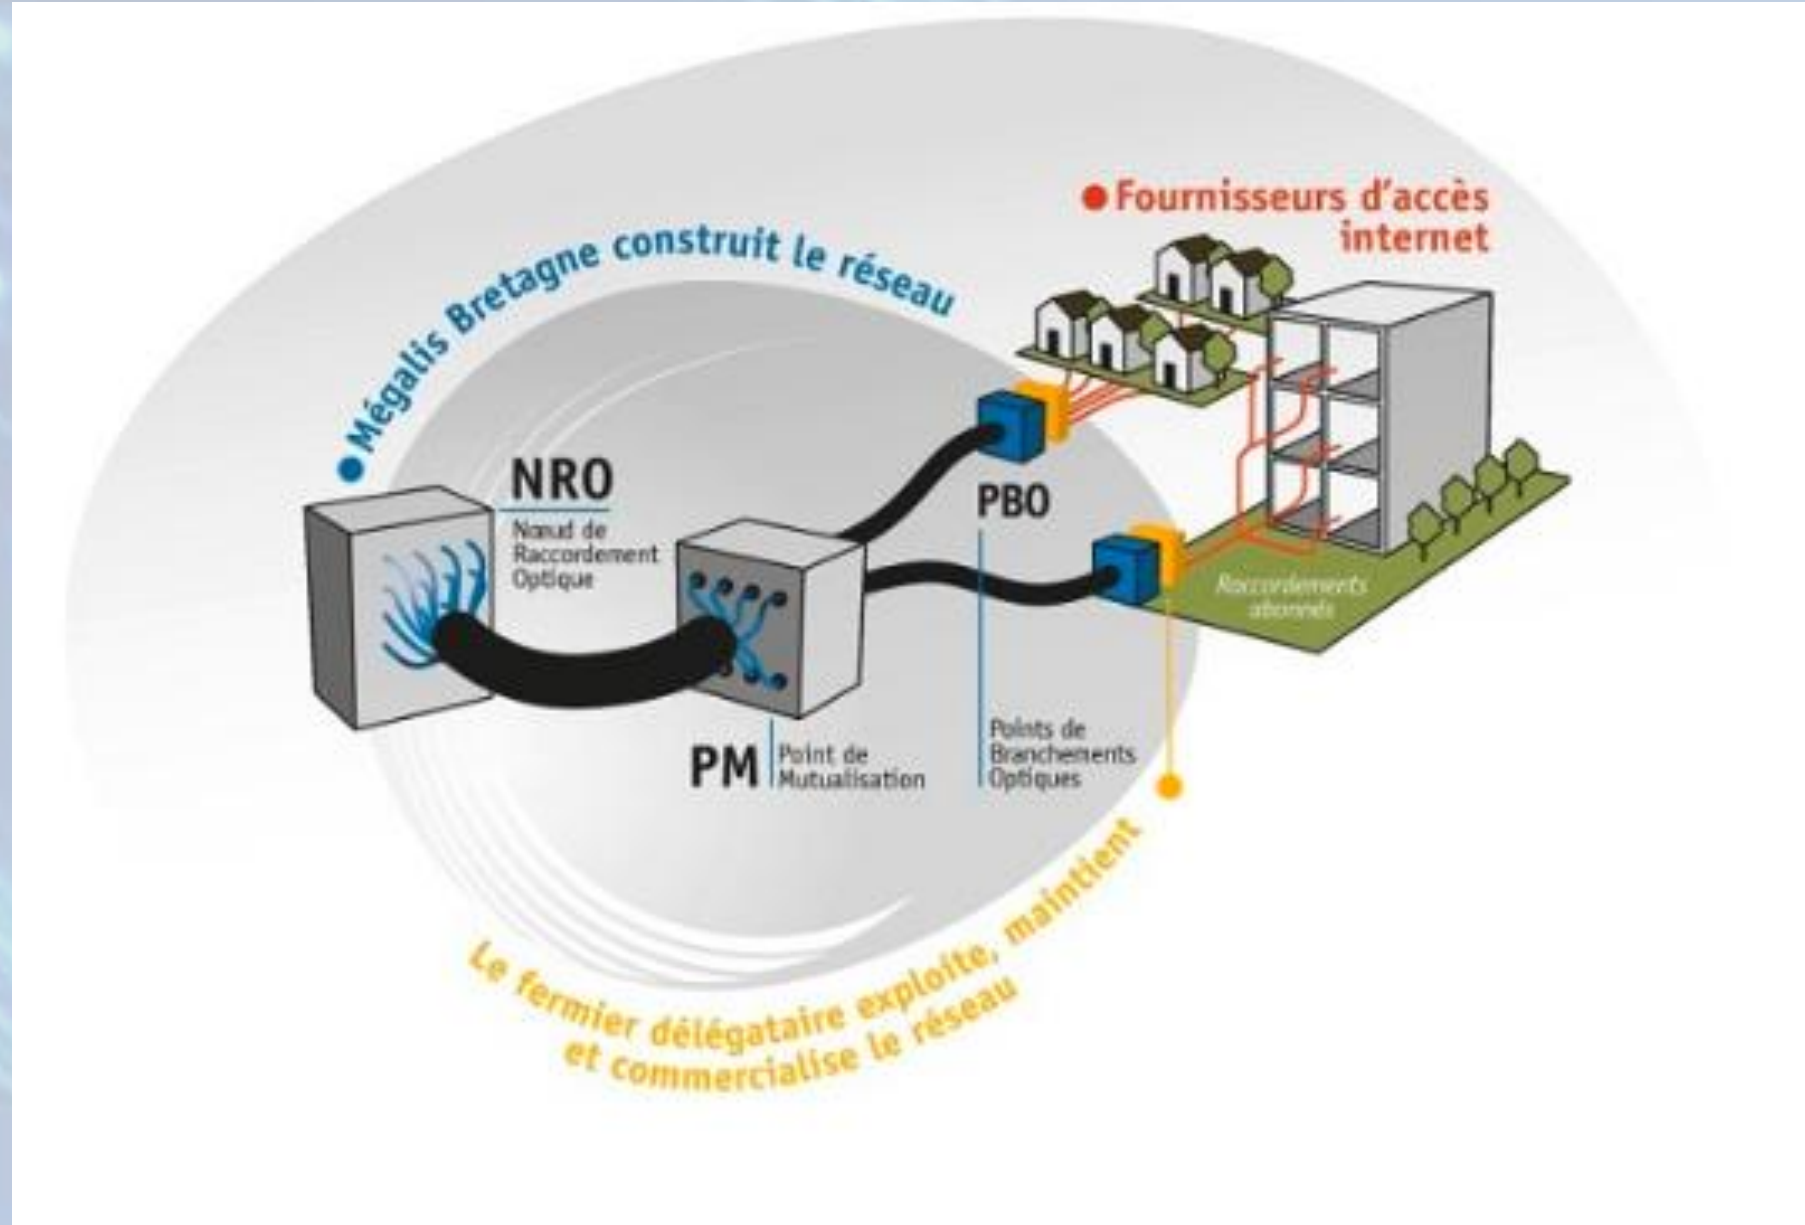 Fournisseurs d'accès
internet
Mégalis Bretagne construit le réseau
NRO
Nœud de
Raccordement
Optique
PBO
Raccordements
abonnés
PM
Point de
Mutualisation
Points de
Branchements
Optiques
Le fermier délégataire exploite, maintient
et commercialise le réseau